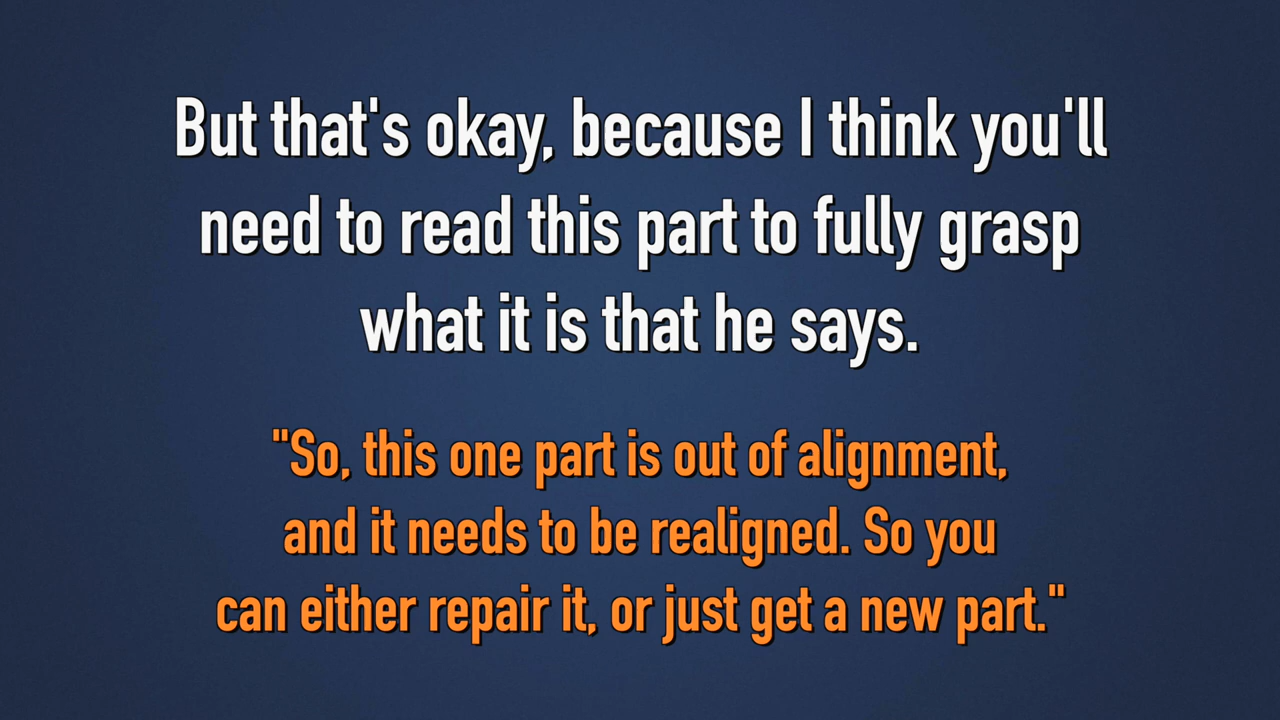 But that's okay, because I think you'll
need to read this part to fully grasp
what it is that he says.
"So, this one part is out of alignment,
and it needs to be realigned. So you
can either repair it, or just get a new part."